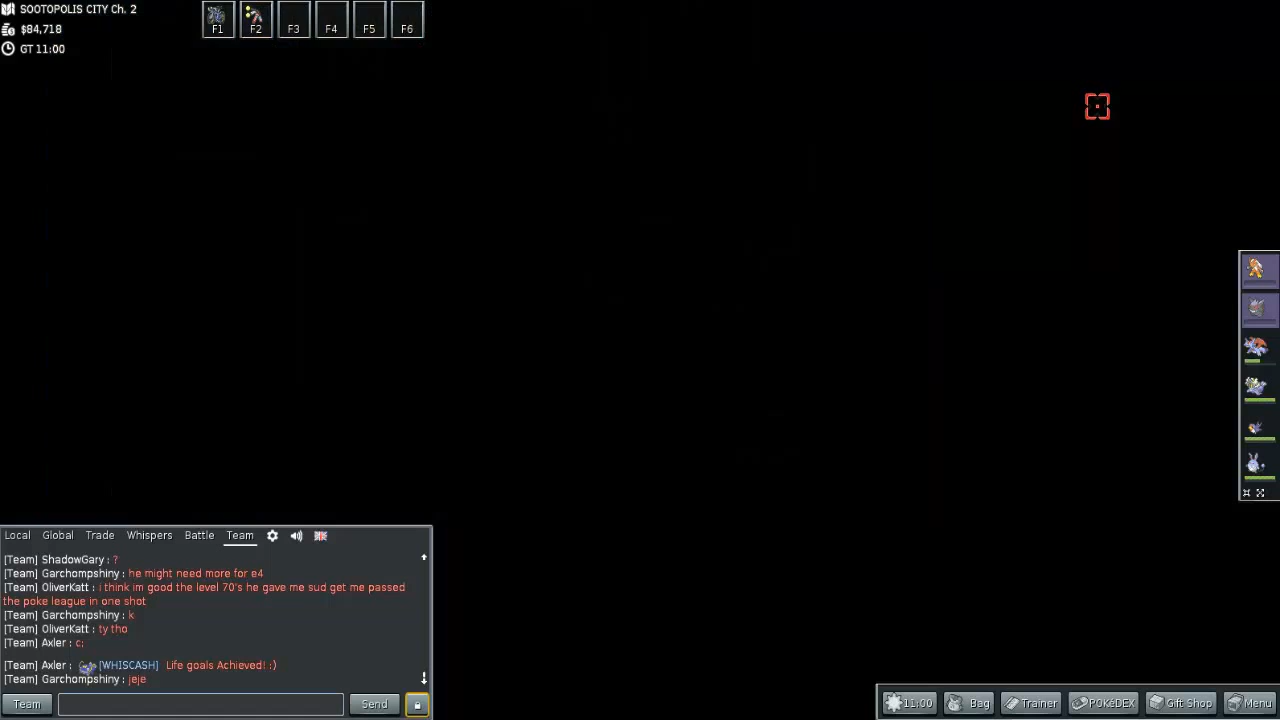 SOOTOPOLIS CITY Ch. 2
$84,718
GT 11:00
F1 F2 F3 F4 F5 F6
Local Global Trade Whispers Battle Team
[Team] ShadowGary : ?
[Team] Garchompshiny : he might need more for e4
[Team] OliverKatt : i think im good the level 70's he gave me sud get me passed
the poke league in one shot
[Team] Garchompshiny : k
[Team] OliverKatt : ty tho
[Team] Axler : c;
[Team] Axler : [WHISCASH] Life goals Achieved! :)
[Team] Garchompshiny : jeje
Team Send
11:00 Bag Trainer POKéDEX Gift Shop Menu